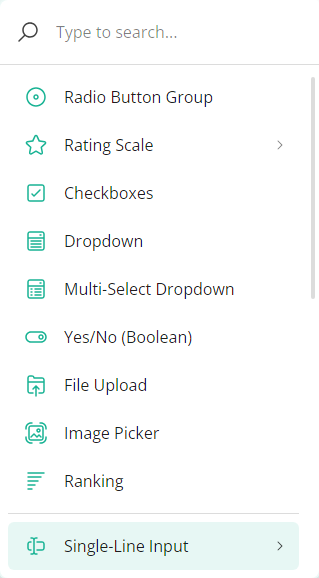 Type to search...
Radio Button Group
Rating Scale
Checkboxes
Dropdown
Multi-Select Dropdown
Yes/No (Boolean)
File Upload
Image Picker
Ranking
Single-Line Input